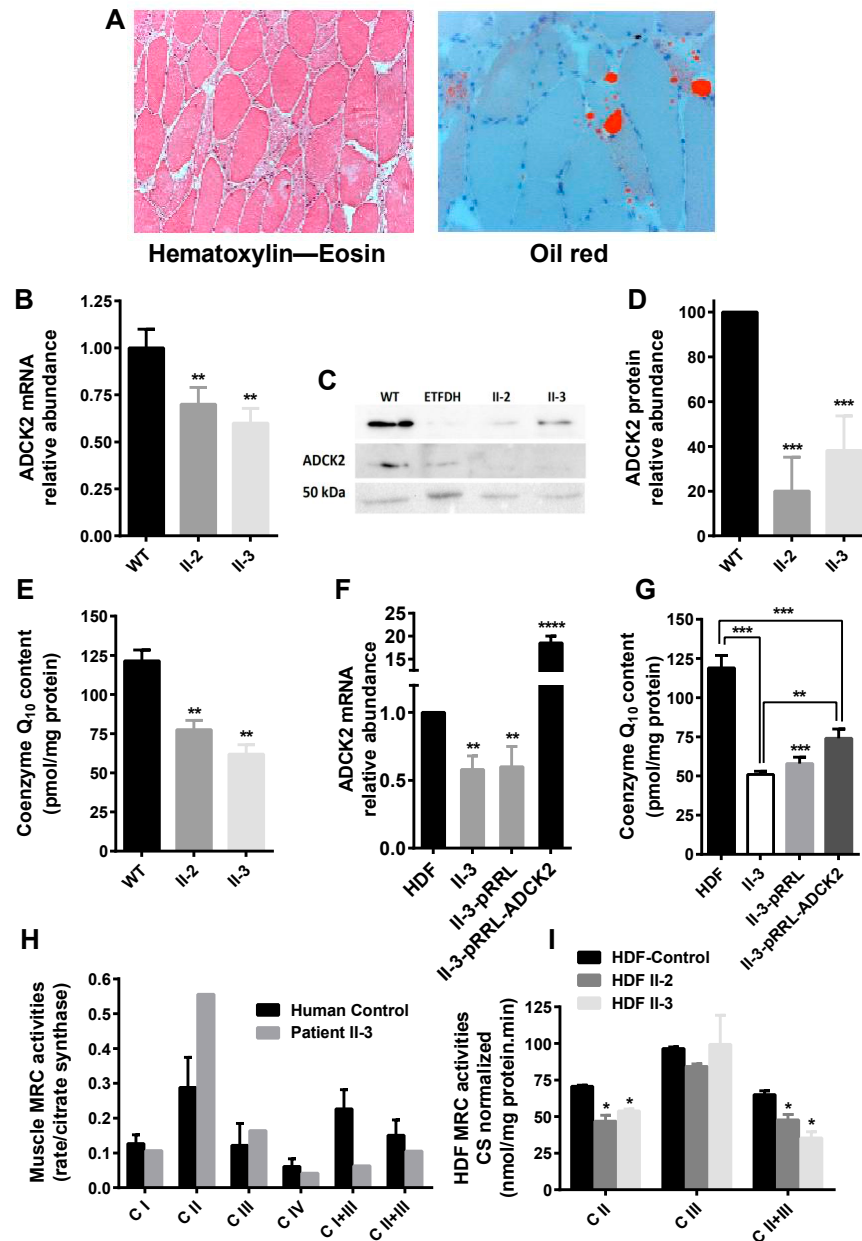 A
Hematoxylin—Eosin
Oil red
B
ADCK2 mRNA
relative abundance
1.25
1.00
0.75
0.50
0.25
0.00
**
**
WT
II-2
II-3
C
WT ETFDH II-2 II-3
ADCK2
50 kDa
D
ADCK2 protein
relative abundance
100
80
60
40
20
0
***
***
WT
II-2
II-3
E
Coenzyme Q10 content
(pmol/mg protein)
150
125
100
75
50
25
0
**
**
WT
II-2
II-3
F
ADCK2 mRNA
relative abundance
25
20
15
1.0
0.5
0.0
**
**
****
HDF
II-3
II-3-pRRL
II-3-pRRL-ADCK2
G
Coenzyme Q10 content
(pmol/mg protein)
150
125
100
75
50
25
0
***
***
**
***
HDF
II-3
II-3-pRRL
II-3-pRRL-ADCK2
H
Muscle MRC activities
(rate/citrate synthase)
0.6
0.5
0.4
0.3
0.2
0.1
0.0
Human Control
Patient II-3
C I
C II
C III
C IV
C I+III
C II+III
I
HDF-Control
HDF II-2
HDF II-3
HDF MRC activities
CS normalized
(nmol/mg protein.min)
125
100
75
50
25
0
*
*
*
*
C II
C III
C II+III